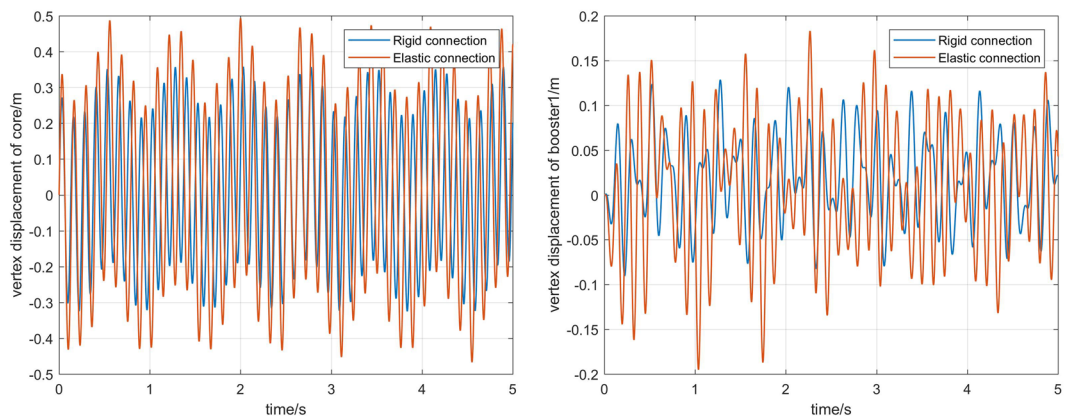 vertex displacement of core/m
0.5
0.4
0.3
0.2
0.1
0
-0.1
-0.2
-0.3
-0.4
-0.5
Rigid connection
Elastic connection
0 1 2 3 4 5
time/s
vertex displacement of booster1/m
0.2
0.15
0.1
0.05
0
-0.05
-0.1
-0.15
-0.2
Rigid connection
Elastic connection
0 1 2 3 4 5
time/s